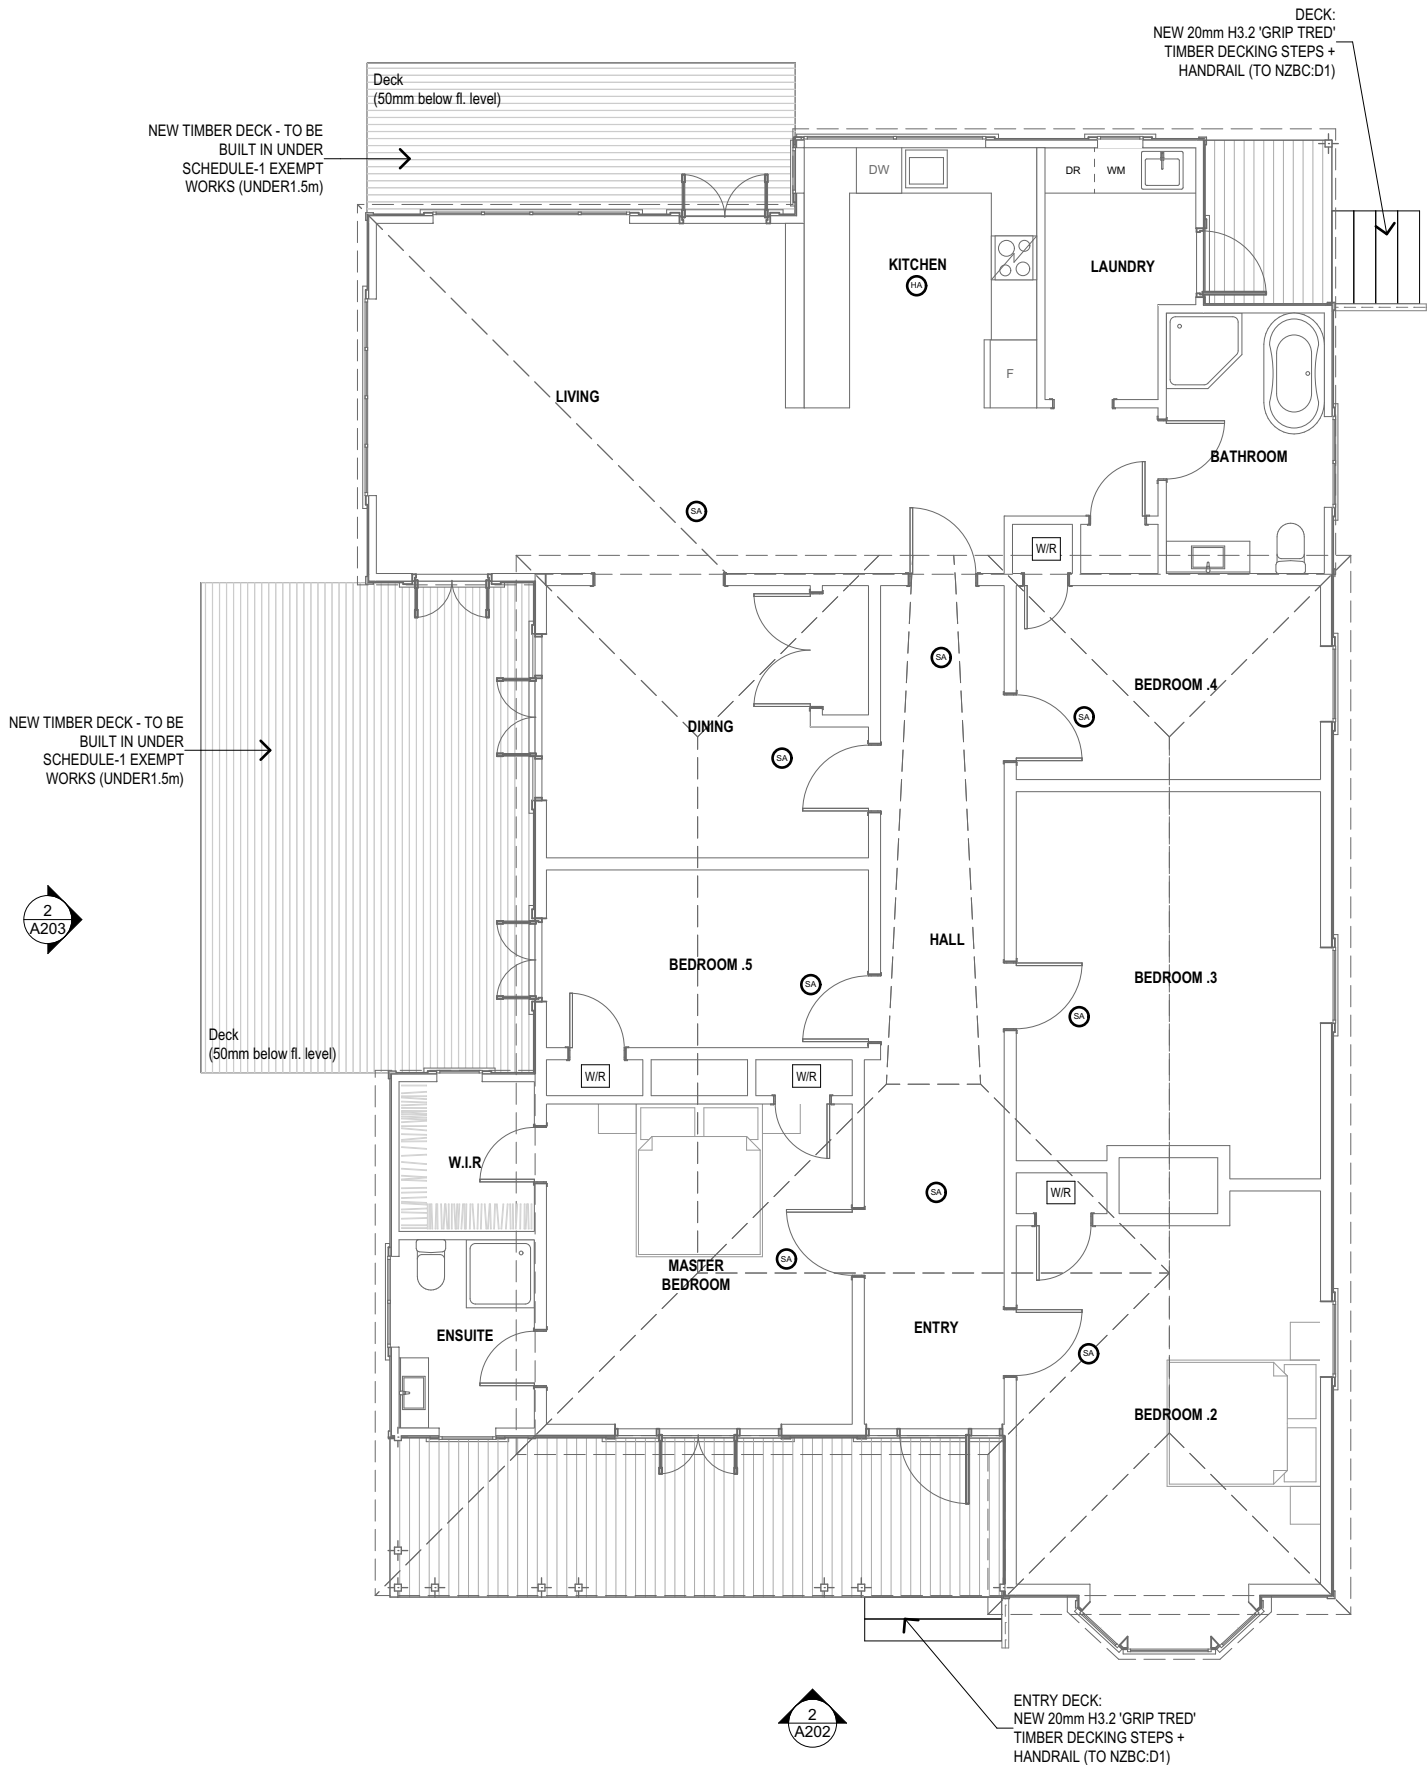 DECK:
NEW 20mm H3.2 'GRIP TRED'
TIMBER DECKING STEPS +
HANDRAIL (TO NZBC:D1)
Deck
(50mm below fl. level)
NEW TIMBER DECK - TO BE
BUILT IN UNDER
SCHEDULE-1 EXEMPT
WORKS (UNDER1.5m)
DW
DR
WM
KITCHEN
HA
LAUNDRY
F
LIVING
BATHROOM
SA
W/R
SA
BEDROOM .4
SA
DINING
SA
NEW TIMBER DECK - TO BE
BUILT IN UNDER
SCHEDULE-1 EXEMPT
WORKS (UNDER1.5m)
2
A203
HALL
BEDROOM .5
SA
BEDROOM .3
SA
Deck
(50mm below fl. level)
W/R
W/R
W.I.R
SA
W/R
MASTER
BEDROOM
SA
ENSUITE
ENTRY
SA
BEDROOM .2
2
A202
ENTRY DECK:
NEW 20mm H3.2 'GRIP TRED'
TIMBER DECKING STEPS +
HANDRAIL (TO NZBC:D1)